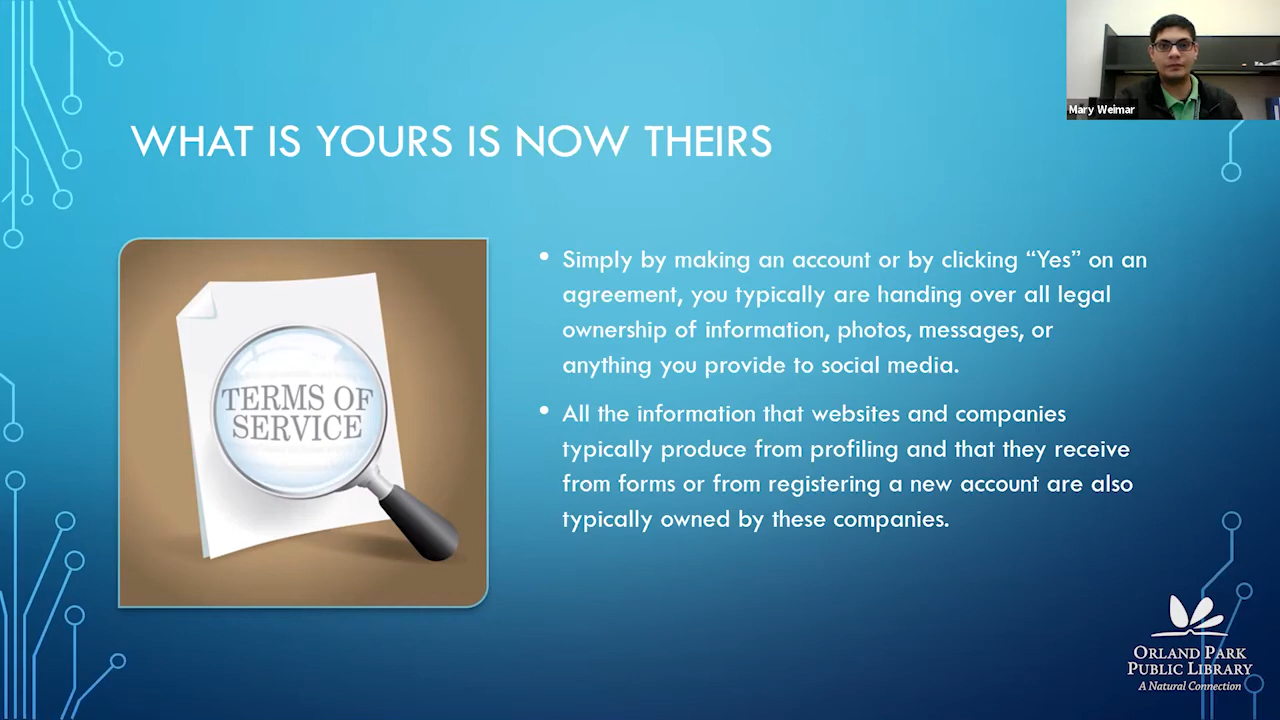 Mary Weimar
WHAT IS YOURS IS NOW THEIRS
TERMS OF
SERVICE
• Simply by making an account or by clicking “Yes” on an
agreement, you typically are handing over all legal
ownership of information, photos, messages, or
anything you provide to social media.
• All the information that websites and companies
typically produce from profiling and that they receive
from forms or from registering a new account are also
typically owned by these companies.
ORLAND PARK
PUBLIC LIBRARY
A Natural Connection